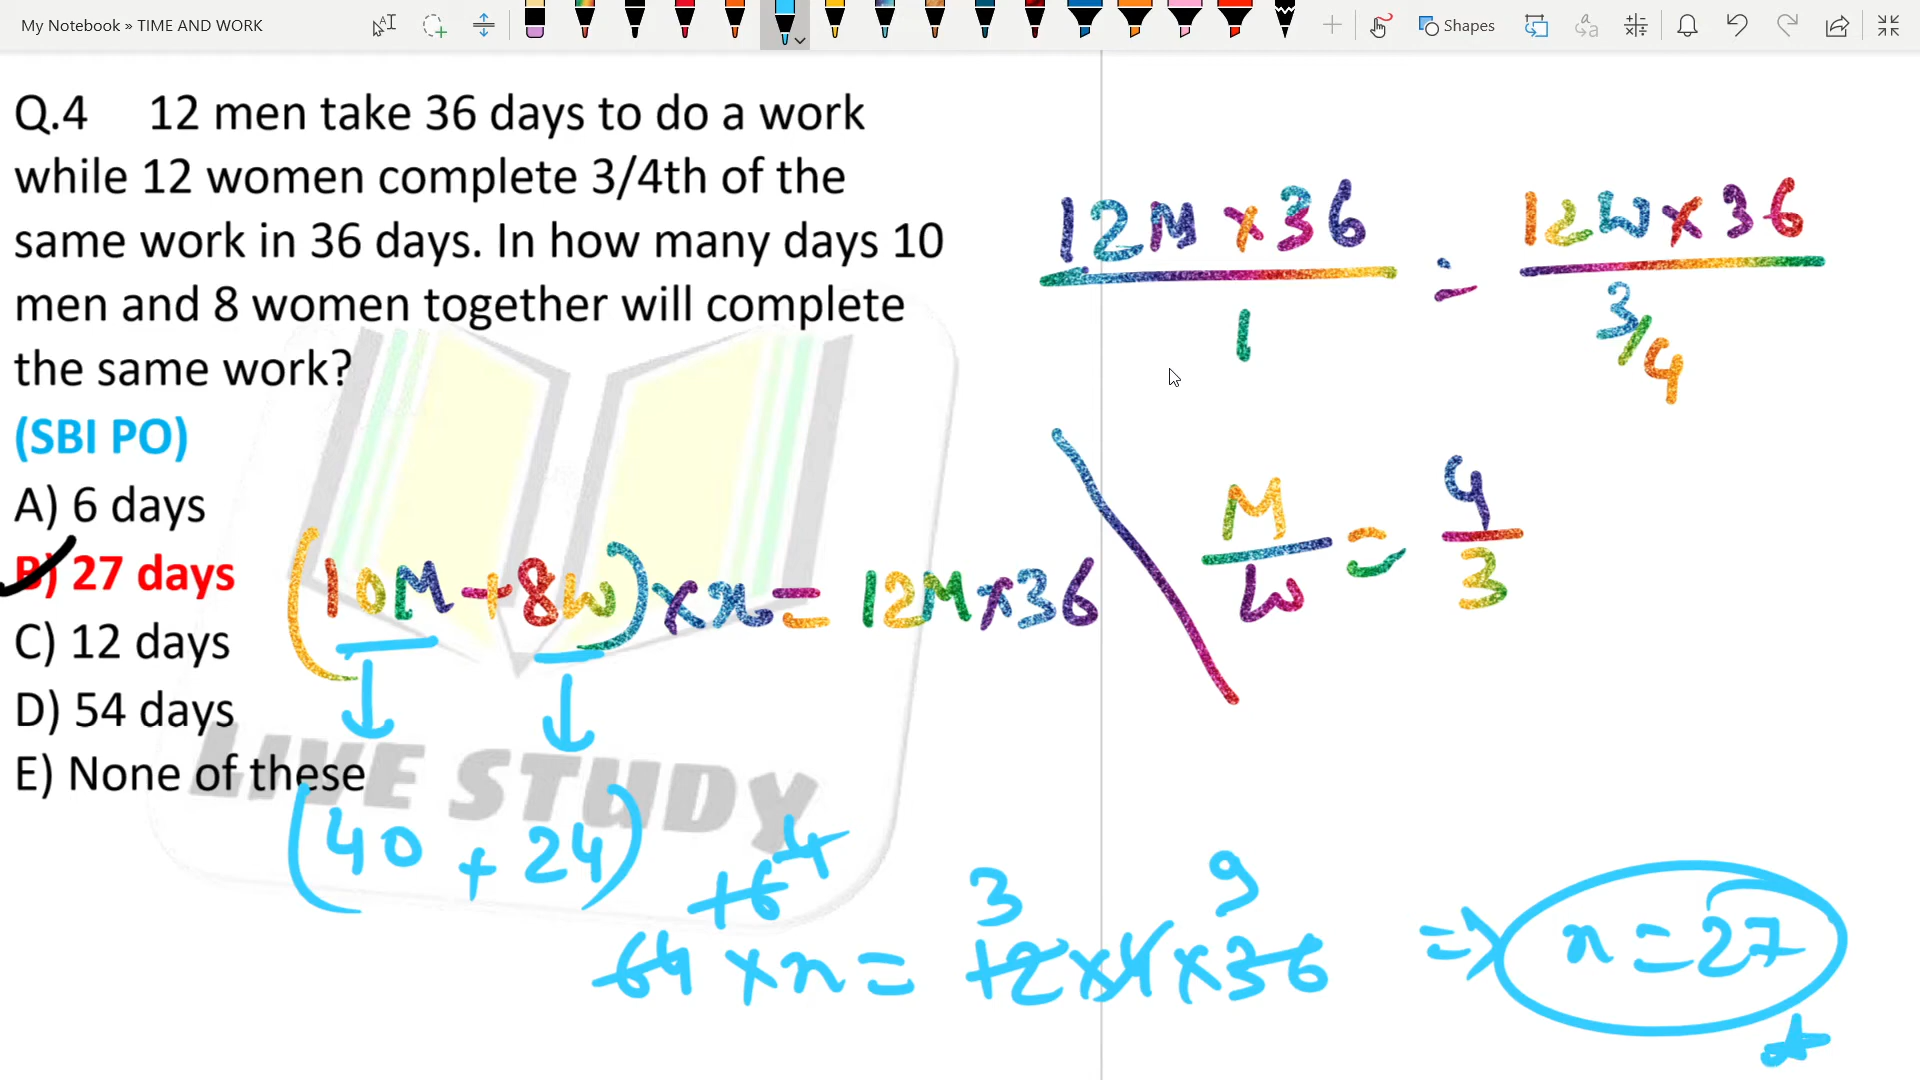 My Notebook » TIME AND WORK
Shapes
Q.4 12 men take 36 days to do a work
while 12 women complete 3/4th of the
same work in 36 days. In how many days 10
men and 8 women together will complete
the same work?
(SBI PO)
A) 6 days
B) 27 days
C) 12 days
D) 54 days
E) None of these
LIVE STUDY
12M x 36 / 1 = 12W x 36 / 3/4
M/W = 4/3
(10M + 8W) x n = 12M x 36
(40 + 24)
16 4
3 9
64 x n = 12 x 4 x 36 => n = 27